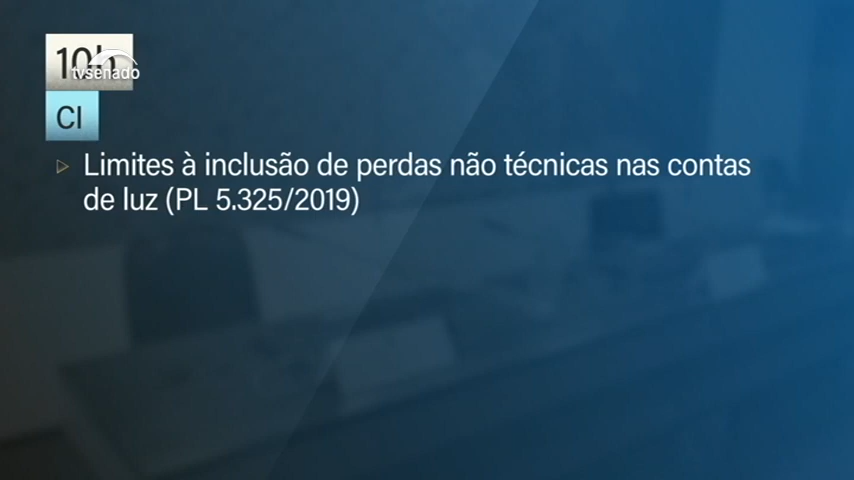 10h
tvsenado
CI
Limites à inclusão de perdas não técnicas nas contas
de luz (PL 5.325/2019)